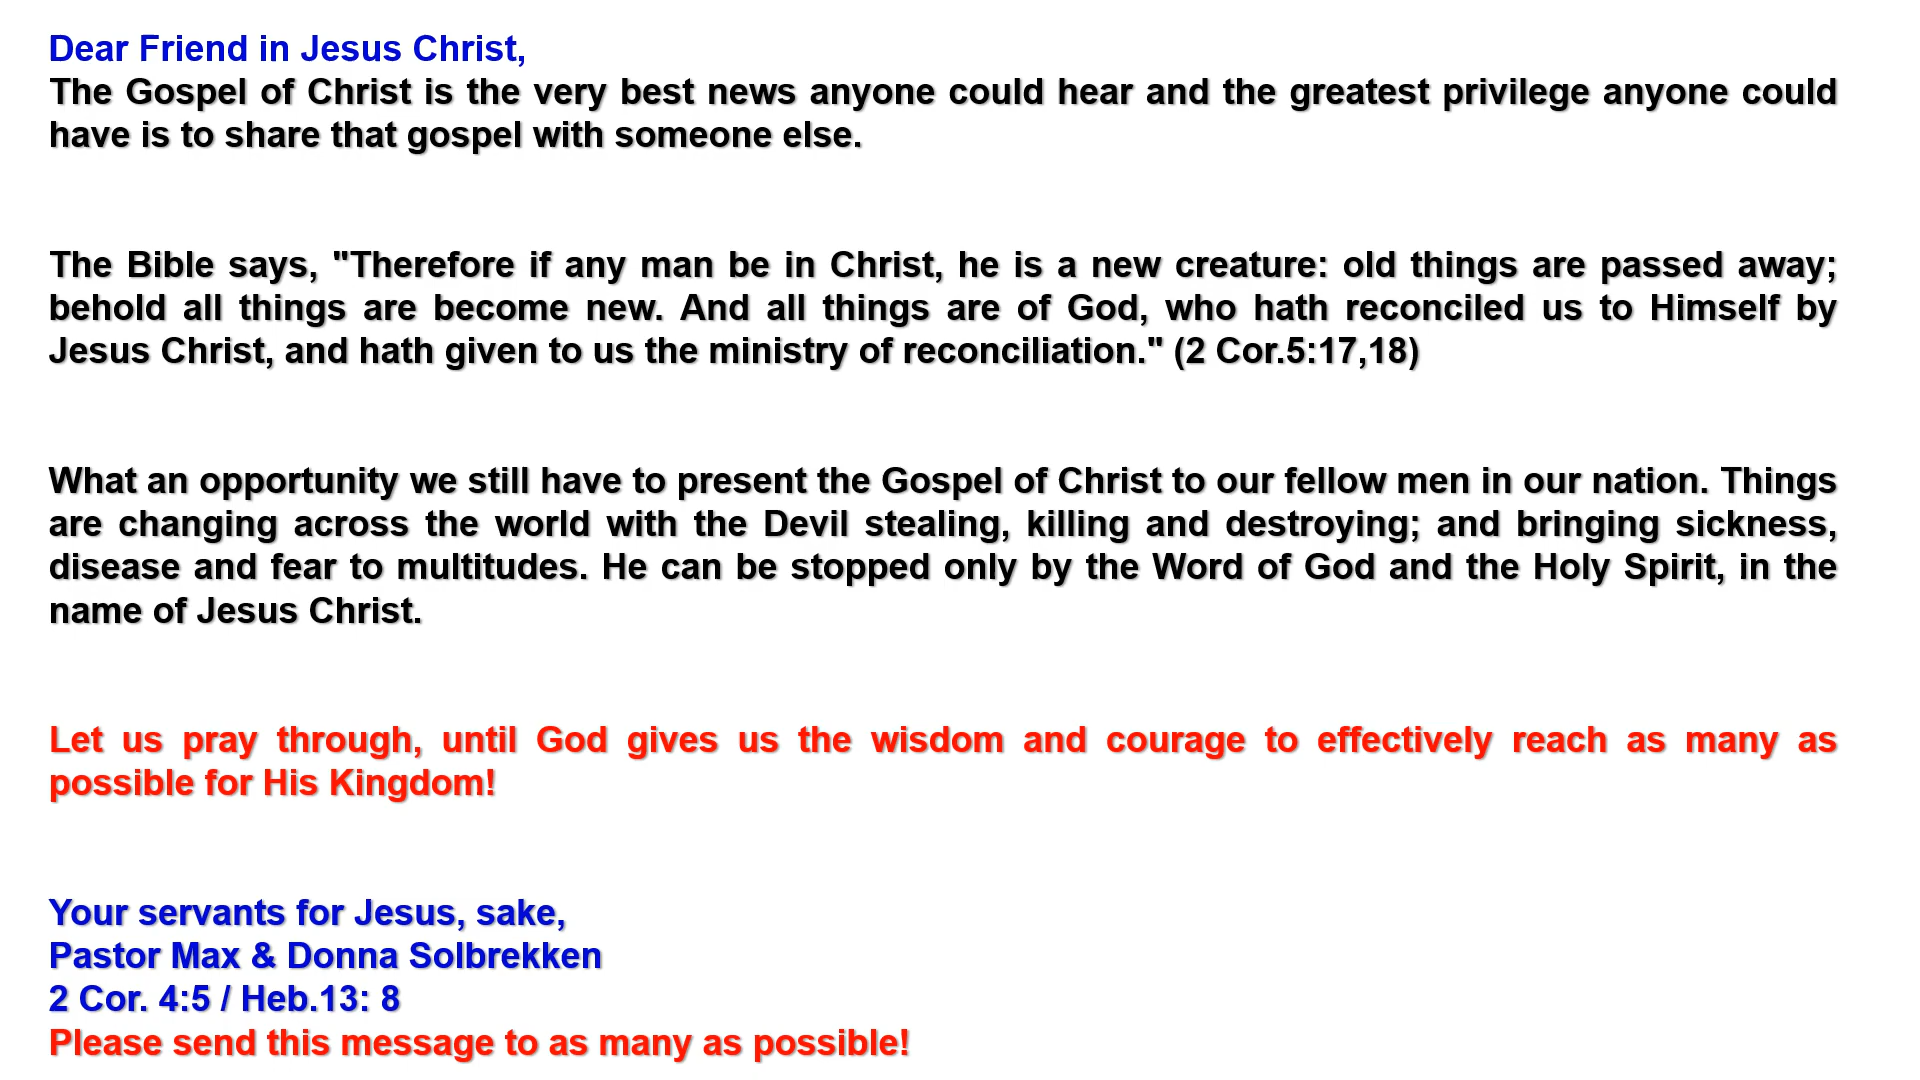 Dear Friend in Jesus Christ,
The Gospel of Christ is the very best news anyone could hear and the greatest privilege anyone could
have is to share that gospel with someone else.
The Bible says, "Therefore if any man be in Christ, he is a new creature: old things are passed away;
behold all things are become new. And all things are of God, who hath reconciled us to Himself by
Jesus Christ, and hath given to us the ministry of reconciliation." (2 Cor.5:17,18)
What an opportunity we still have to present the Gospel of Christ to our fellow men in our nation. Things
are changing across the world with the Devil stealing, killing and destroying; and bringing sickness,
disease and fear to multitudes. He can be stopped only by the Word of God and the Holy Spirit, in the
name of Jesus Christ.
Let us pray through, until God gives us the wisdom and courage to effectively reach as many as
possible for His Kingdom!
Your servants for Jesus, sake,
Pastor Max & Donna Solbrekken
2 Cor. 4:5 / Heb.13: 8
Please send this message to as many as possible!